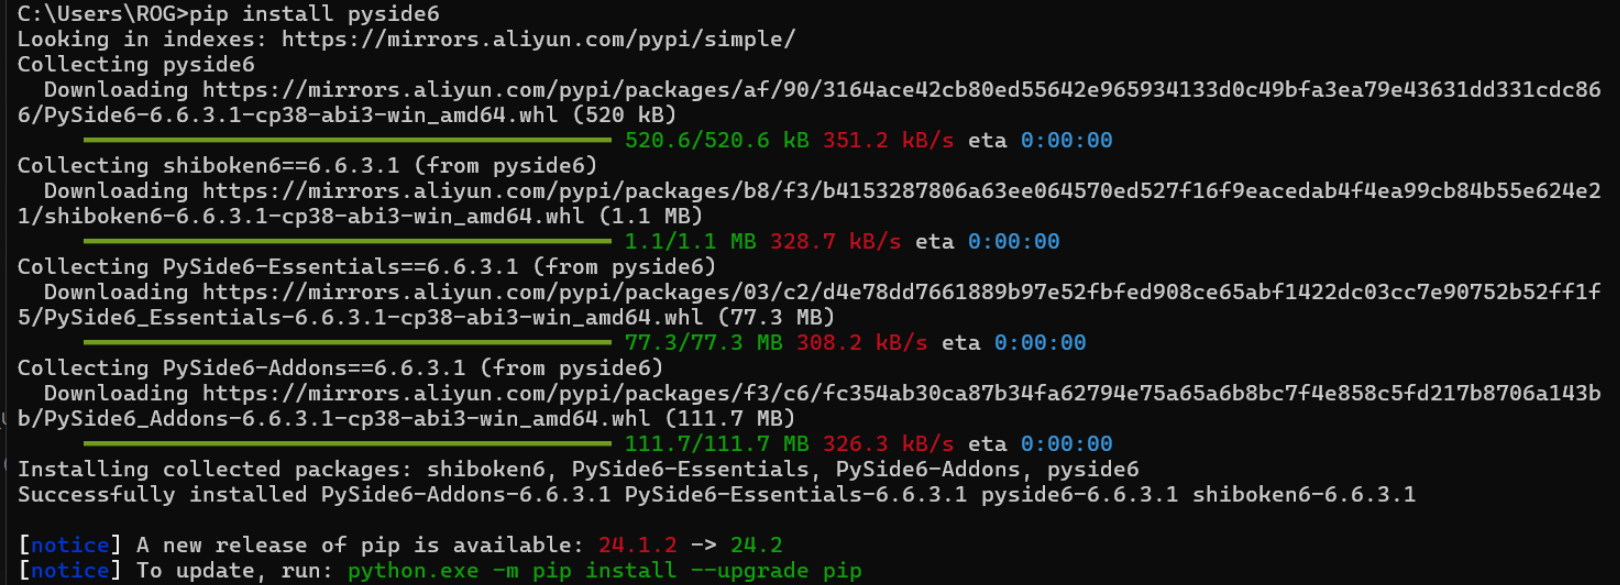 C:\Users\ROG>pip install pyside6
Looking in indexes: https://mirrors.aliyun.com/pypi/simple/
Collecting pyside6
  Downloading https://mirrors.aliyun.com/pypi/packages/af/90/3164ace42cb80ed55642e965934133d0c49bfa3ea79e43631dd331cdc86
6/PySide6-6.6.3.1-cp38-abi3-win_amd64.whl (520 kB)
520.6/520.6 kB 351.2 kB/s eta 0:00:00
Collecting shiboken6==6.6.3.1 (from pyside6)
  Downloading https://mirrors.aliyun.com/pypi/packages/b8/f3/b4153287806a63ee064570ed527f16f9eacedab4f4ea99cb84b55e624e2
1/shiboken6-6.6.3.1-cp38-abi3-win_amd64.whl (1.1 MB)
1.1/1.1 MB 328.7 kB/s eta 0:00:00
Collecting PySide6-Essentials==6.6.3.1 (from pyside6)
  Downloading https://mirrors.aliyun.com/pypi/packages/03/c2/d4e78dd7661889b97e52fbfed908ce65abf1422dc03cc7e90752b52ff1f
5/PySide6_Essentials-6.6.3.1-cp38-abi3-win_amd64.whl (77.3 MB)
77.3/77.3 MB 308.2 kB/s eta 0:00:00
Collecting PySide6-Addons==6.6.3.1 (from pyside6)
  Downloading https://mirrors.aliyun.com/pypi/packages/f3/c6/fc354ab30ca87b34fa62794e75a65a6b8bc7f4e858c5fd217b8706a143b
b/PySide6_Addons-6.6.3.1-cp38-abi3-win_amd64.whl (111.7 MB)
111.7/111.7 MB 326.3 kB/s eta 0:00:00
Installing collected packages: shiboken6, PySide6-Essentials, PySide6-Addons, pyside6
Successfully installed PySide6-Addons-6.6.3.1 PySide6-Essentials-6.6.3.1 pyside6-6.6.3.1 shiboken6-6.6.3.1
[notice] A new release of pip is available: 24.1.2 -> 24.2
[notice] To update, run: python.exe -m pip install --upgrade pip